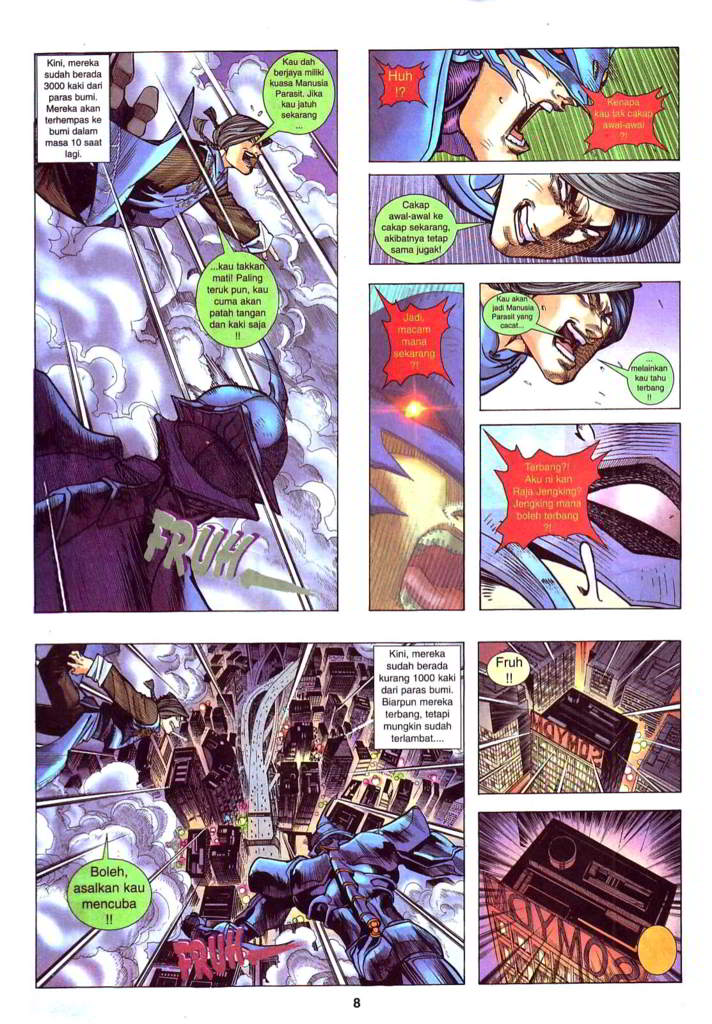 Kini, mereka
sudah berada
3000 kaki dari
paras bumi.
Mereka akan
terhempas ke
bumi dalam
masa 10 saat
lagi.
Kau dah
berjaya miliki
kuasa Manusia
Parasit. Jika
kau jatuh
sekarang
...
...kau takkan
mati! Paling
teruk pun, kau
cuma akan
patah tangan
dan kaki saja
!!
FRUH
Huh
!?
Kenapa
kau tak cakap
awal-awal
?!
Cakap
awal-awal ke
cakap sekarang,
akibatnya tetap
sama jugak!
Jadi,
macam
mana
sekarang
?!
Kau akan
jadi Manusia
Parasit yang
cacat...
...
melainkan
kau tahu
terbang
!!
Terbang?!
Aku ni kan
Raja Jengking?
Jengking mana
boleh terbang
?!
Kini, mereka
sudah berada
kurang 1000 kaki
dari paras bumi.
Biarpun mereka
terbang, tetapi
mungkin sudah
terlambat....
Boleh,
asalkan kau
mencuba
!!
FRUH
Fruh
!!
8